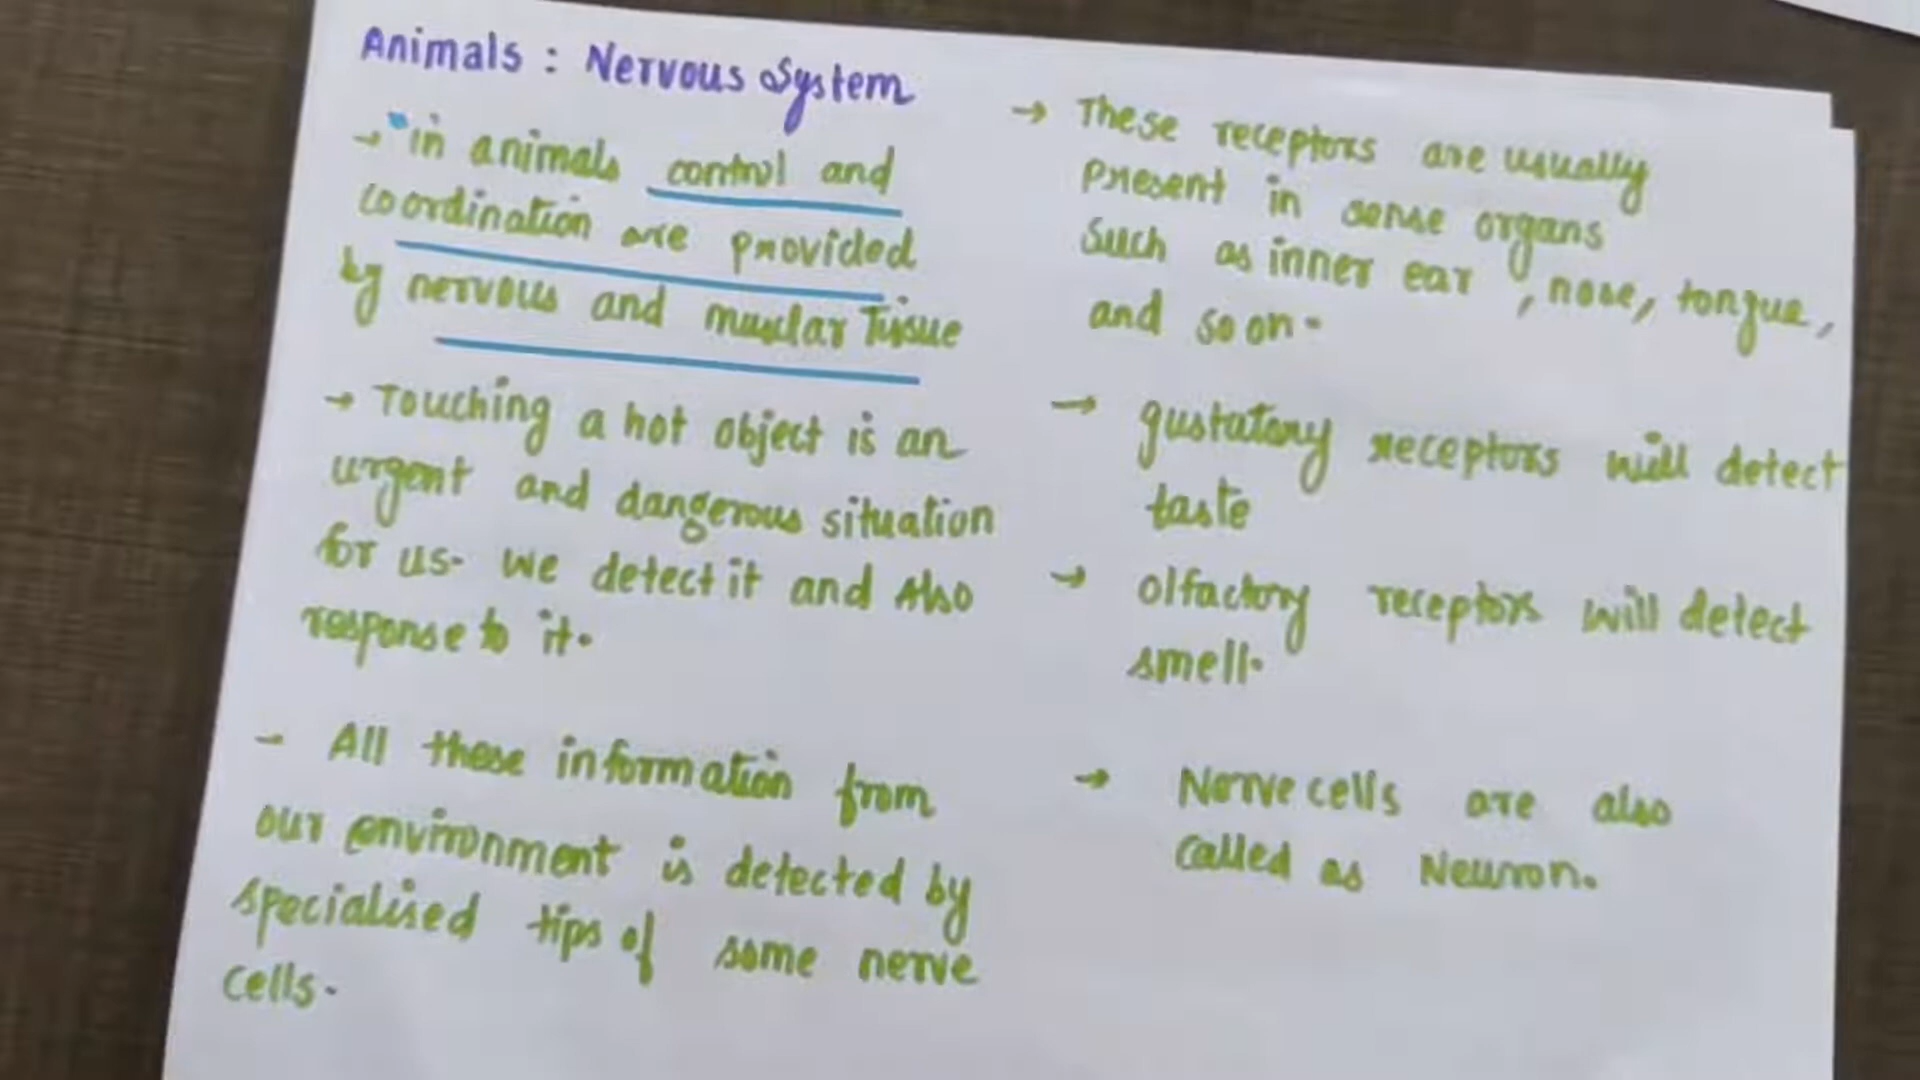 Animals : Nervous System
→ in animals control and
coordination are provided
by nervous and musclar Tissue
→ Touching a hot object is an
urgent and dangerous situation
for us. we detect it and also
response to it.
- All these information from
our environment is detected by
specialised tips of some nerve
cells.
→ These receptors are usually
present in sense organs
Such as inner ear, nose, tongue,
and so on.
→ gustatory receptors will detect
taste
→ olfactory receptors will detect
smell.
→ Nerve cells are also
called as Neuron.